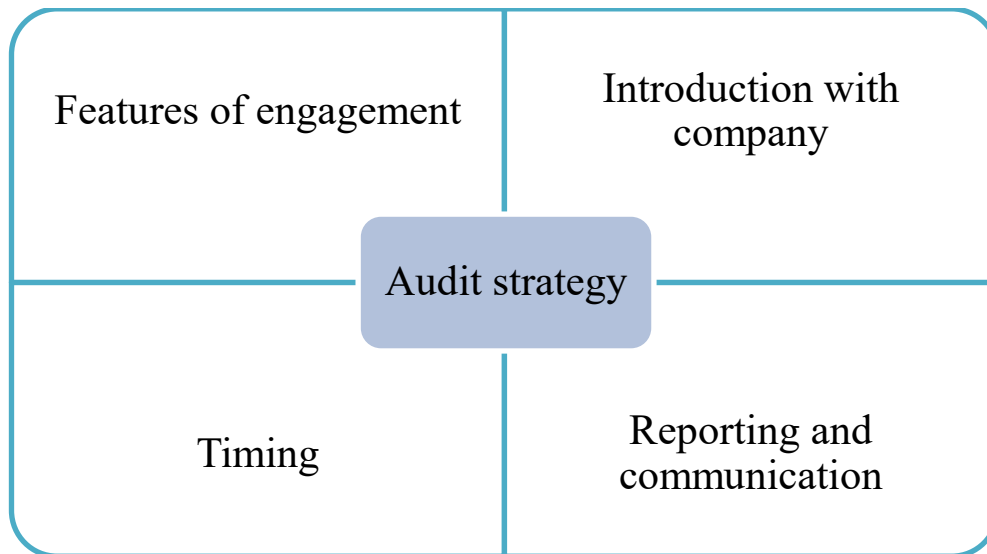 Features of engagement
Introduction with
company
Audit strategy
Timing
Reporting and
communication